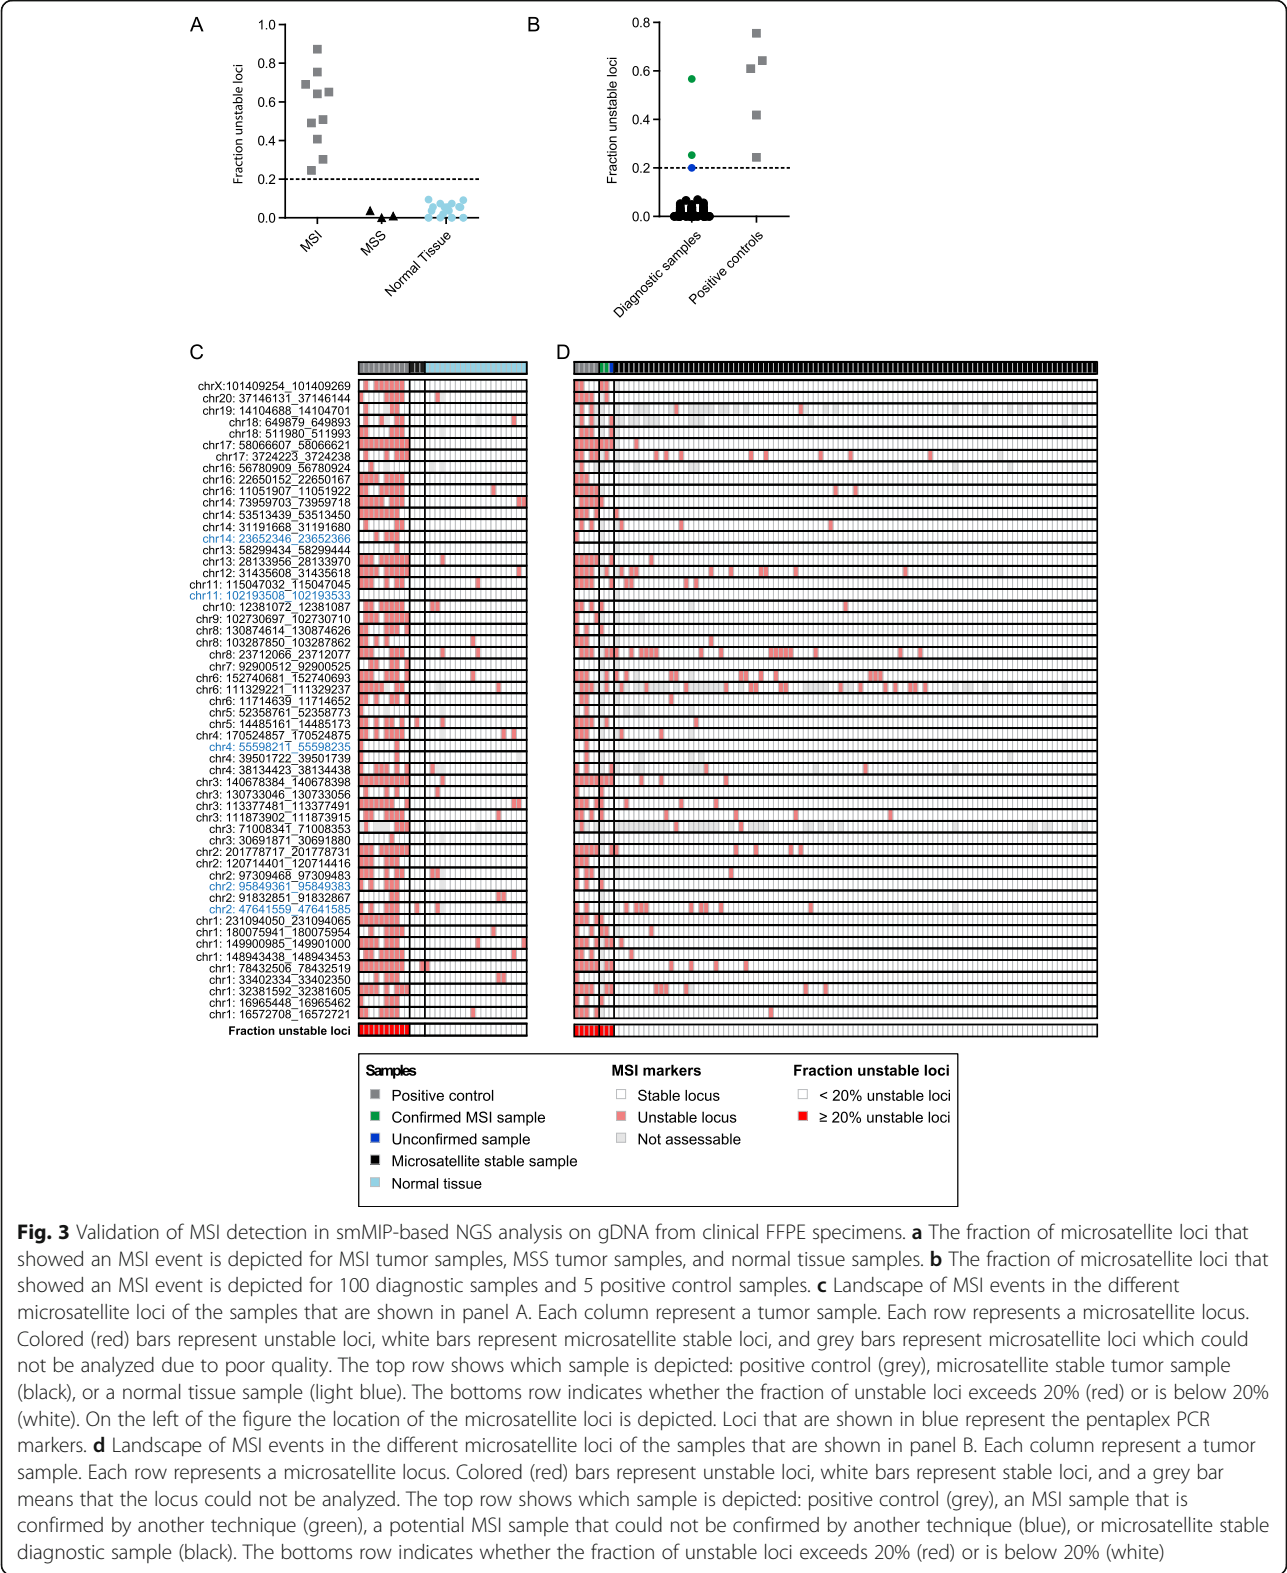 A
B
Fraction unstable loci
1.0
0.8
0.6
0.4
0.2
0.0
MSI
MSS
Normal Tissue
Fraction unstable loci
0.8
0.6
0.4
0.2
0.0
Diagnostic samples
Positive controls
C
D
chrX:101409254_101409269
chr20: 37146131_37146144
chr19: 14104688_14104701
chr18: 649879_649893
chr18: 511980_511993
chr17: 58066607_58066621
chr17: 3724223_3724238
chr16: 56780909_56780924
chr16: 22650152_22650167
chr16: 11051907_11051922
chr14: 73959703_73959718
chr14: 53513439_53513450
chr14: 31191668_31191680
chr14: 23652346_23652366
chr13: 58299434_58299444
chr13: 28133956_28133970
chr12: 31435608_31435618
chr11: 115047032_115047045
chr11: 102193508_102193533
chr10: 12381072_12381087
chr9: 102730697_102730710
chr8: 130874614_130874626
chr8: 103287850_103287862
chr8: 23712066_23712077
chr7: 92900512_92900525
chr6: 152740681_152740693
chr6: 111329221_111329237
chr6: 11714639_11714652
chr5: 52358761_52358773
chr5: 14485161_14485173
chr4: 170524857_170524875
chr4: 55598211_55598235
chr4: 39501722_39501739
chr4: 38134423_38134438
chr3: 140678384_140678398
chr3: 130733046_130733056
chr3: 113377481_113377491
chr3: 111873902_111873915
chr3: 71008341_71008353
chr3: 30691871_30691880
chr2: 201778717_201778731
chr2: 120714401_120714416
chr2: 97309468_97309483
chr2: 95849361_95849383
chr2: 91832851_91832867
chr2: 47641559_47641585
chr1: 231094050_231094065
chr1: 180075941_180075954
chr1: 149900985_149901000
chr1: 148943438_148943453
chr1: 78432506_78432519
chr1: 33402334_33402350
chr1: 32381592_32381605
chr1: 16965448_16965462
chr1: 16572708_16572721
Fraction unstable loci
Samples
Positive control
Confirmed MSI sample
Unconfirmed sample
Microsatellite stable sample
Normal tissue
MSI markers
Stable locus
Unstable locus
Not assessable
Fraction unstable loci
< 20% unstable loci
≥ 20% unstable loci
Fig. 3 Validation of MSI detection in smMIP-based NGS analysis on gDNA from clinical FFPE specimens. a The fraction of microsatellite loci that
showed an MSI event is depicted for MSI tumor samples, MSS tumor samples, and normal tissue samples. b The fraction of microsatellite loci that
showed an MSI event is depicted for 100 diagnostic samples and 5 positive control samples. c Landscape of MSI events in the different
microsatellite loci of the samples that are shown in panel A. Each column represent a tumor sample. Each row represents a microsatellite locus.
Colored (red) bars represent unstable loci, white bars represent microsatellite stable loci, and grey bars represent microsatellite loci which could
not be analyzed due to poor quality. The top row shows which sample is depicted: positive control (grey), microsatellite stable tumor sample
(black), or a normal tissue sample (light blue). The bottoms row indicates whether the fraction of unstable loci exceeds 20% (red) or is below 20%
(white). On the left of the figure the location of the microsatellite loci is depicted. Loci that are shown in blue represent the pentaplex PCR
markers. d Landscape of MSI events in the different microsatellite loci of the samples that are shown in panel B. Each column represent a tumor
sample. Each row represents a microsatellite locus. Colored (red) bars represent unstable loci, white bars represent stable loci, and a grey bar
means that the locus could not be analyzed. The top row shows which sample is depicted: positive control (grey), an MSI sample that is
confirmed by another technique (green), a potential MSI sample that could not be confirmed by another technique (blue), or microsatellite stable
diagnostic sample (black). The bottoms row indicates whether the fraction of unstable loci exceeds 20% (red) or is below 20% (white)